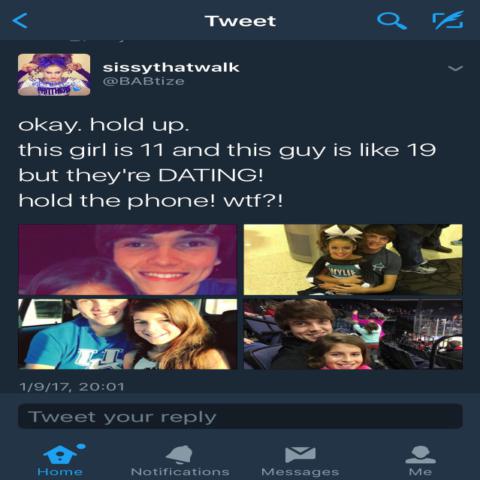 Tweet
sissythatwalk
@BABtize
okay. hold up.
this girl is 11 and this guy is like 19
but they're DATING!
hold the phone! wtf?!
1/9/17, 20:01
Tweet your reply
Home
Notifications
Messages
Me